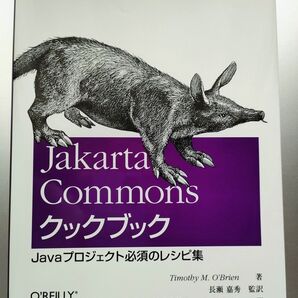 Jakarta
Commons
クックブック
Javaプロジェクト必須のレシピ集
Timothy M. O'Brien 著
O'REILLY® 長瀬 嘉秀 監訳